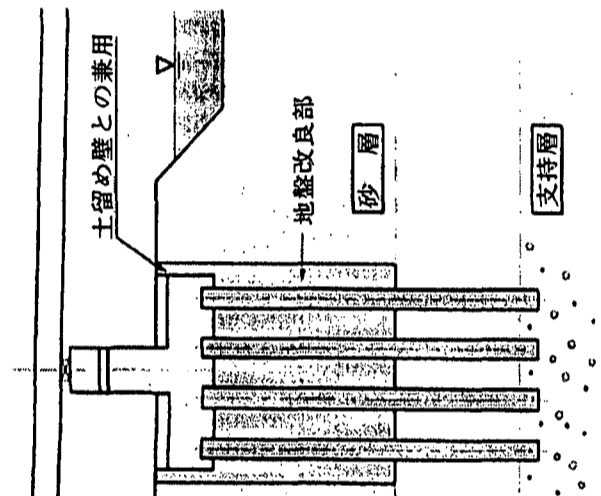 土留め壁との兼用
地盤改良部
砂 層
支持層